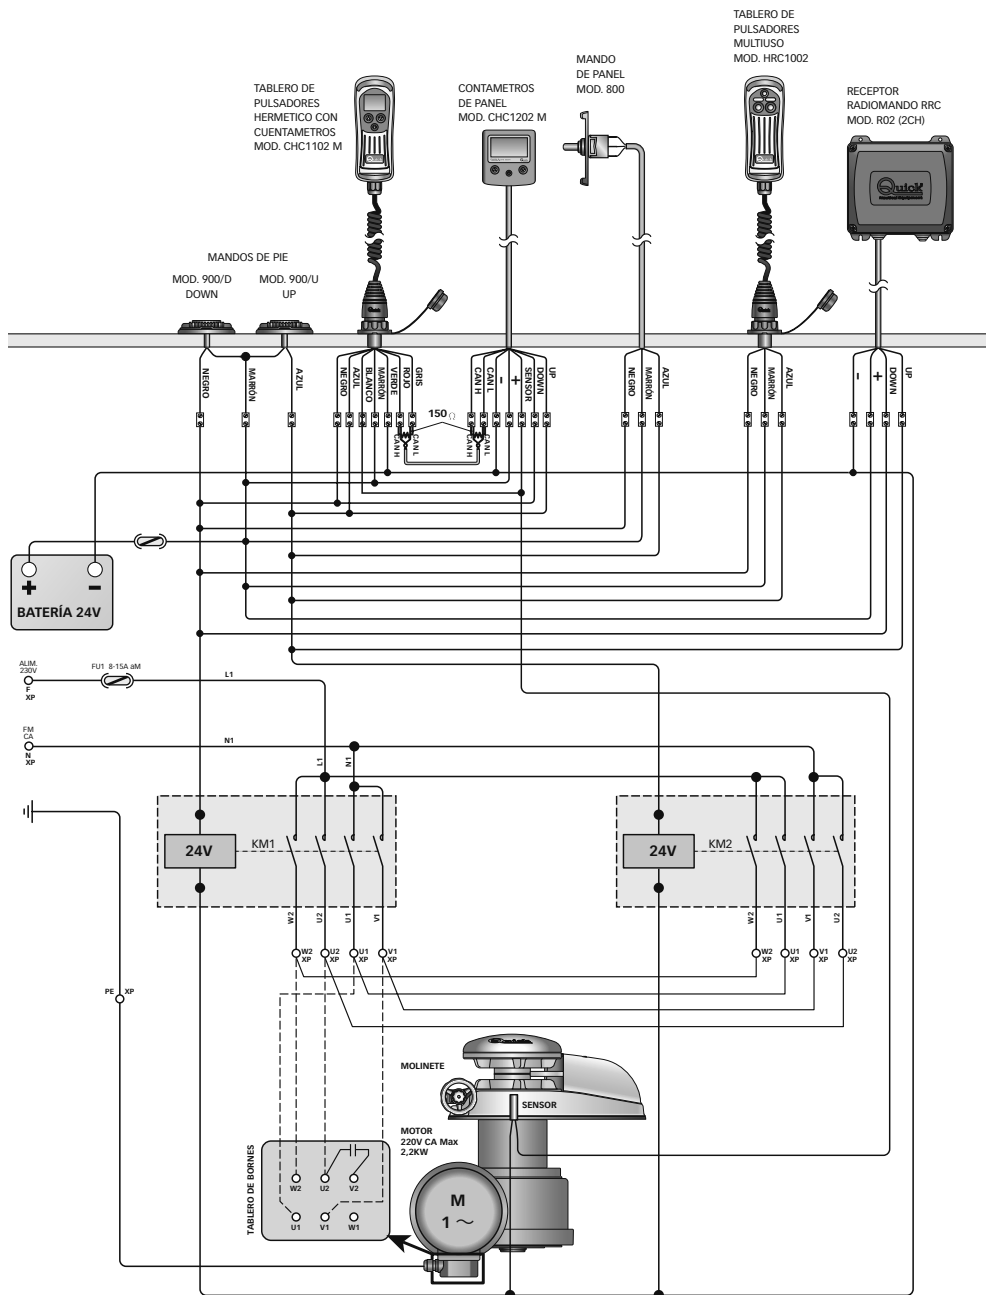 TABLERO DE
PULSADORES
MULTIUSO
MOD. HRC1002
MANDO
DE PANEL
MOD. 800
TABLERO DE
PULSADORES
HERMETICO CON
CUENTAMETROS
MOD. CHC1102 M
CONTAMETROS
DE PANEL
MOD. CHC1202 M
RECEPTOR
RADIOMANDO RRC
MOD. R02 (2CH)
Quick
MANDOS DE PIE
MOD. 900/D
DOWN
MOD. 900/U
UP
NEGRO
MARRÓN
AZUL
NEGRO
AZUL
BLANCO
MARRÓN
VERDE
ROJO
GRIS
CAN H
CAN L
-
+
SENSOR
DOWN
UP
NEGRO
MARRÓN
AZUL
NEGRO
MARRÓN
AZUL
-
+
DOWN
UP
150 Ω
CAN H
CAN L
CAN H
CAN L
+
-
BATERÍA 24V
ALIM.
230V
F
XP
FU1 8-15A aM
L1
FM
CA
N
XP
N1
L1
N1
24V
KM1
24V
KM2
W2
U2
U1
V1
W2
U1
V1
U2
W2
XP
U2
XP
U1
XP
V1
XP
W2
XP
U1
XP
V1
XP
U2
XP
PE
XP
Quick
MOLINETE
SENSOR
MOTOR
220V CA Max
2,2KW
TABLERO DE BORNES
W2
U2
V2
U1
V1
W1
M
1 ~